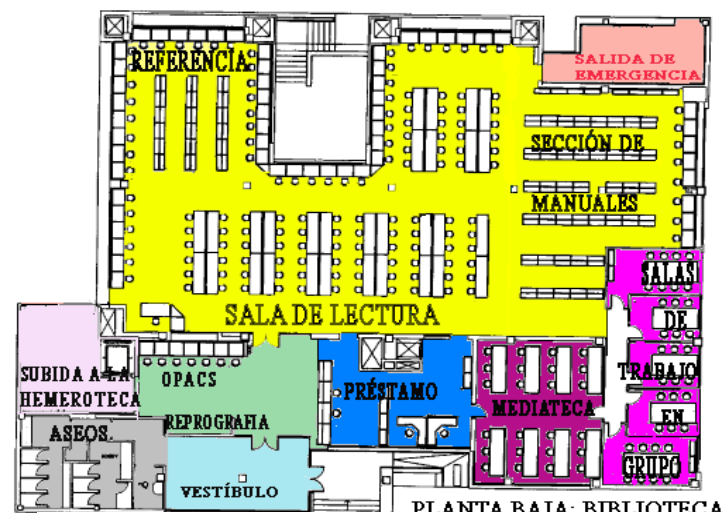 REFERENCIA
SALIDA DE
EMERGENCIA
SECCIÓN DE
MANUALES
SALA DE LECTURA
SALAS
DE
TRABAJO
EN
GRUPO
SUBIDA A LA
HEMEROTECA
OPACS
REPROGRAFIA
PRÉSTAMO
MEDIATECA
ASEOS
VESTÍBULO
PLANTA BAJA: BIBLIOTECA